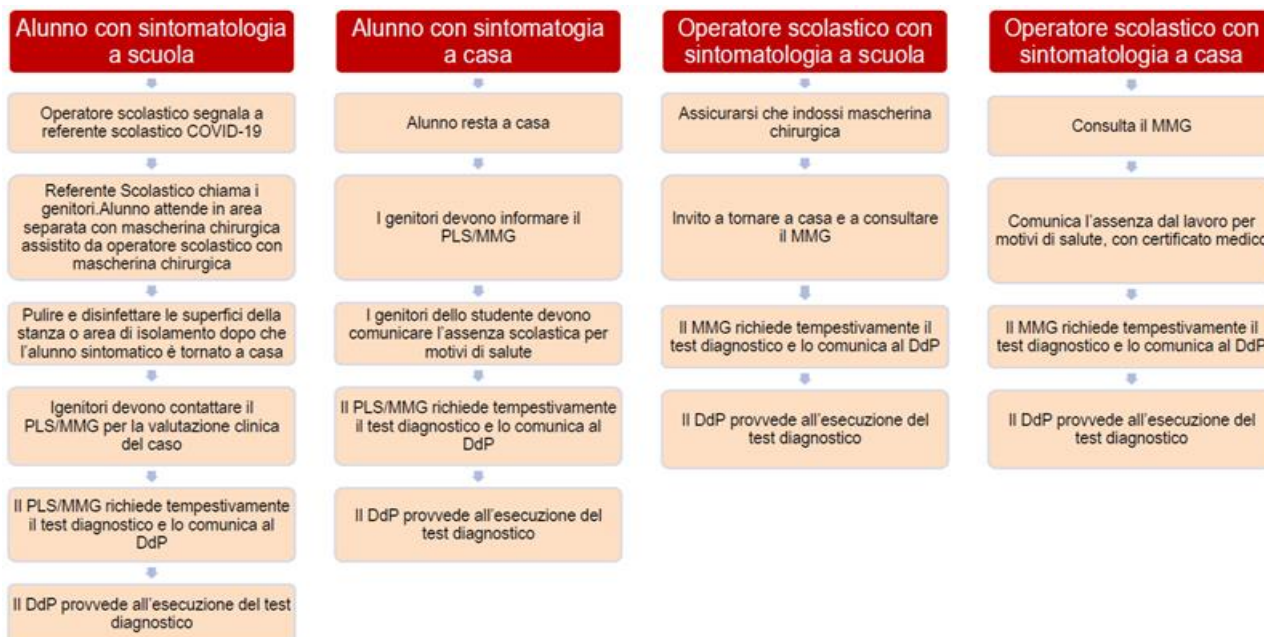 Alunno con sintomatologia
a scuola
Operatore scolastico segnala a
referente scolastico COVID-19
Referente Scolastico chiama i
genitori.Alunno attende in area
separata con mascherina chirurgica
assistito da operatore scolastico con
mascherina chirurgica
Pulire e disinfettare le superfici della
stanza o area di isolamento dopo che
l'alunno sintomatico è tornato a casa
Igenitori devono contattare il
PLS/MMG per la valutazione clinica
del caso
Il PLS/MMG richiede tempestivamente
il test diagnostico e lo comunica al
DdP
Il DdP provvede all'esecuzione del test
diagnostico
Alunno con sintomatogia
a casa
Alunno resta a casa
I genitori devono informare il
PLS/MMG
I genitori dello studente devono
comunicare l'assenza scolastica per
motivi di salute
Il PLS/MMG richiede tempestivamente
il test diagnostico e lo comunica al
DdP
Il DdP provvede all'esecuzione del
test diagnostico
Operatore scolastico con
sintomatologia a scuola
Assicurarsi che indossi mascherina
chirurgica
Invito a tornare a casa e a consultare
il MMG
Il MMG richiede tempestivamente il
test diagnostico e lo comunica al DdP
Il DdP provvede all'esecuzione del
test diagnostico
Operatore scolastico con
sintomatologia a casa
Consulta il MMG
Comunica l'assenza dal lavoro per
motivi di salute, con certificato medico
Il MMG richiede tempestivamente il
test diagnostico e lo comunica al DdP
Il DdP provvede all'esecuzione del
test diagnostico